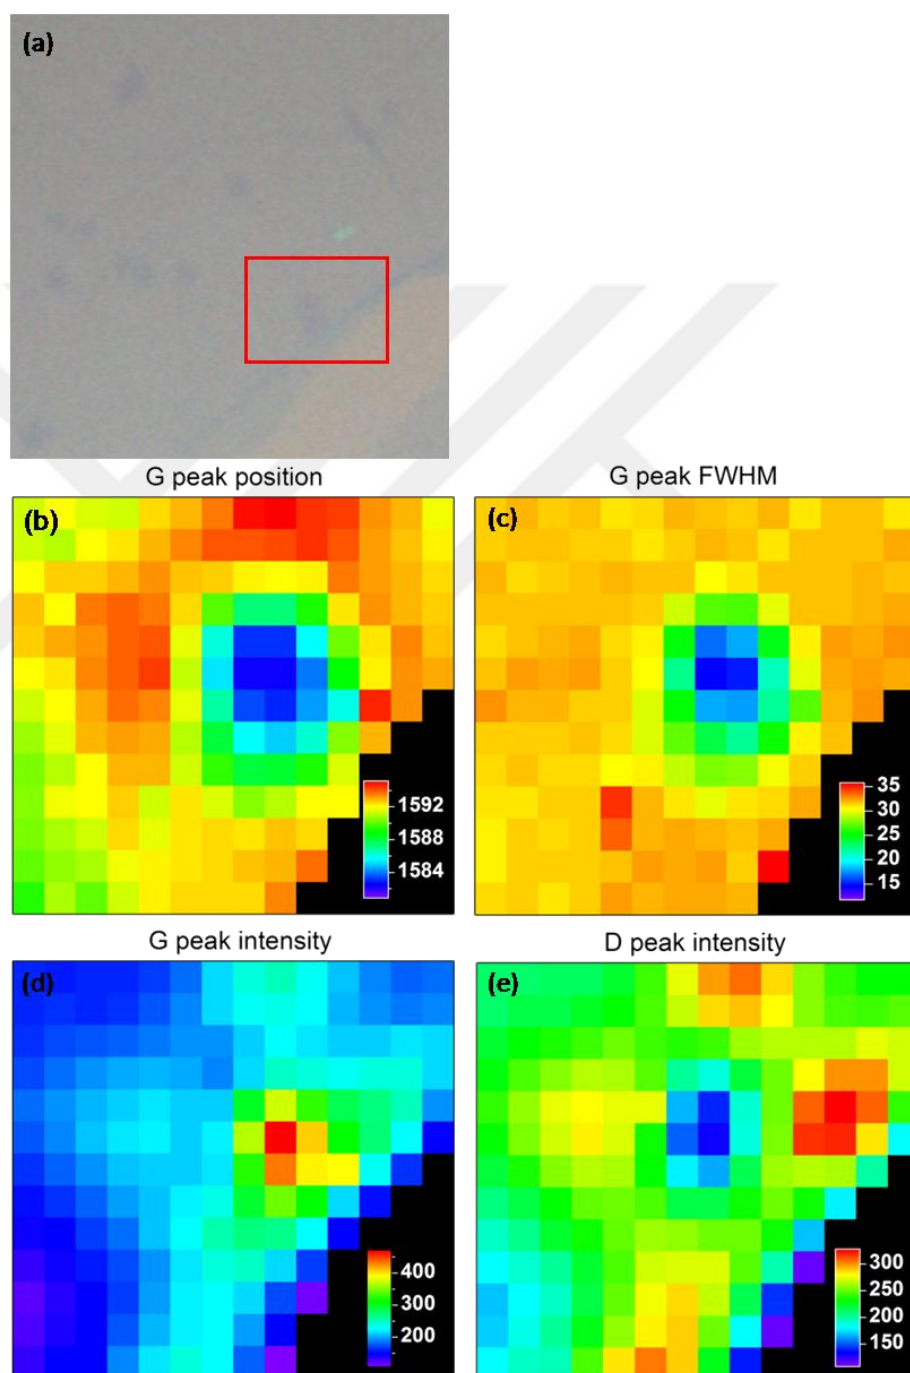 (a)
G peak position
G peak FWHM
(b)
(c)
1592
1588
1584
35
30
25
20
15
G peak intensity
D peak intensity
(d)
(e)
400
300
200
300
250
200
150